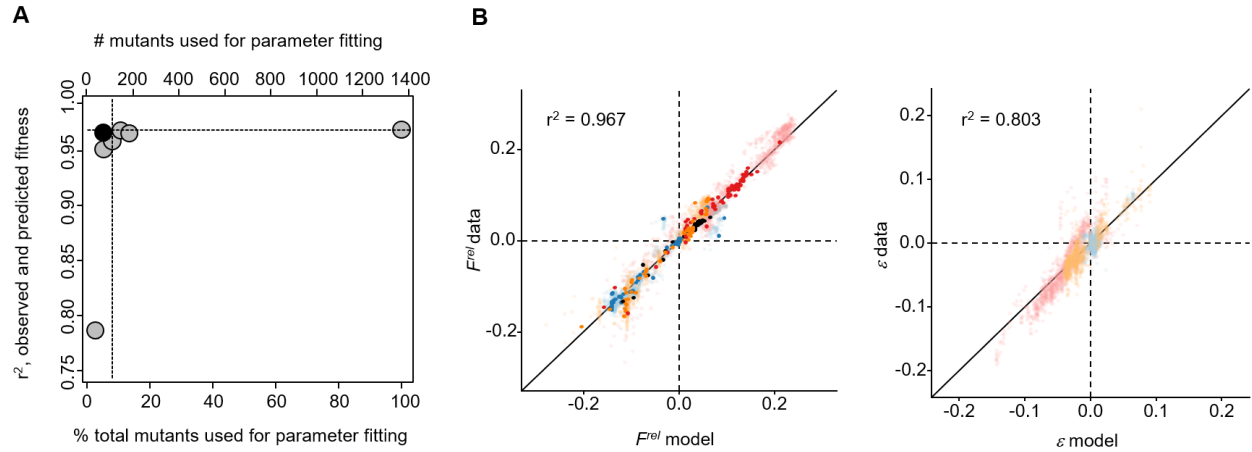 A
# mutants used for parameter fitting
0 200 400 600 800 1000 1200 1400
r², observed and predicted fitness
1.00
0.95
0.90
0.85
0.80
0.75
0 20 40 60 80 100
% total mutants used for parameter fitting
B
r² = 0.967
F^rel data
0.2
0.0
-0.2
-0.2 0.0 0.2
F^rel model
r² = 0.803
ε data
0.2
0.1
0.0
-0.1
-0.2
-0.2 -0.1 0.0 0.1 0.2
ε model